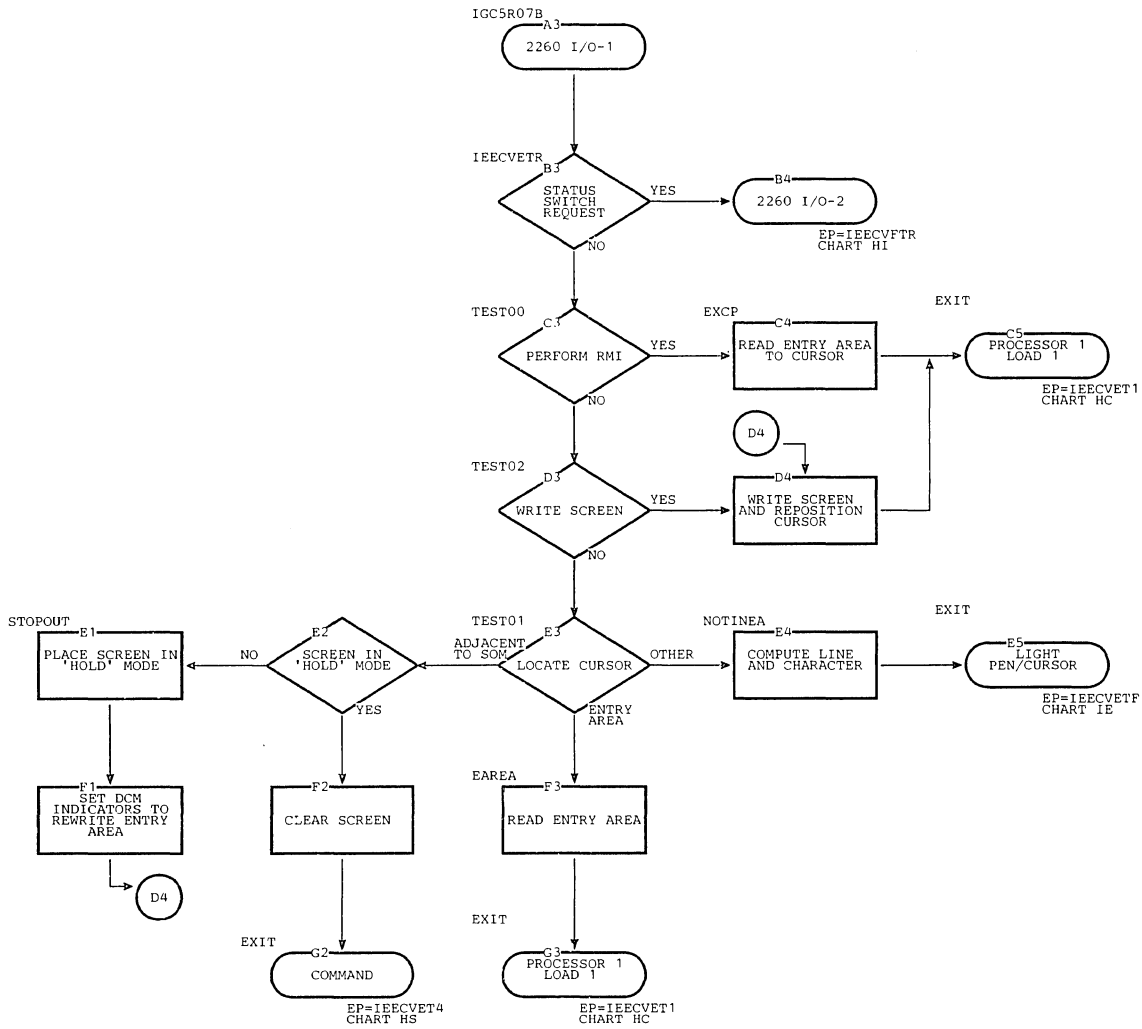 IGC5R07B
A3
2260 I/O-1
IEECVETR
B3
STATUS
SWITCH
REQUEST
YES
NO
B4
2260 I/O-2
EP=IEECVFTR
CHART HI
TEST00
C3
PERFORM RMI
YES
NO
EXCP
C4
READ ENTRY AREA
TO CURSOR
EXIT
C5
PROCESSOR 1
LOAD 1
EP=IEECVET1
CHART HC
D4
TEST02
D3
WRITE SCREEN
YES
NO
D4
WRITE SCREEN
AND REPOSITION
CURSOR
STOPOUT
E1
PLACE SCREEN IN
'HOLD' MODE
NO
E2
SCREEN IN
'HOLD' MODE
YES
TEST01
ADJACENT
TO SOM
E3
LOCATE CURSOR
OTHER
ENTRY
AREA
NOTINEA
E4
COMPUTE LINE
AND CHARACTER
EXIT
E5
LIGHT
PEN/CURSOR
EP=IEECVETF
CHART IE
F1
SET DCM
INDICATORS TO
REWRITE ENTRY
AREA
D4
F2
CLEAR SCREEN
EAREA
F3
READ ENTRY AREA
EXIT
G2
COMMAND
EP=IEECVET4
CHART HS
EXIT
G3
PROCESSOR 1
LOAD 1
EP=IEECVET1
CHART HC